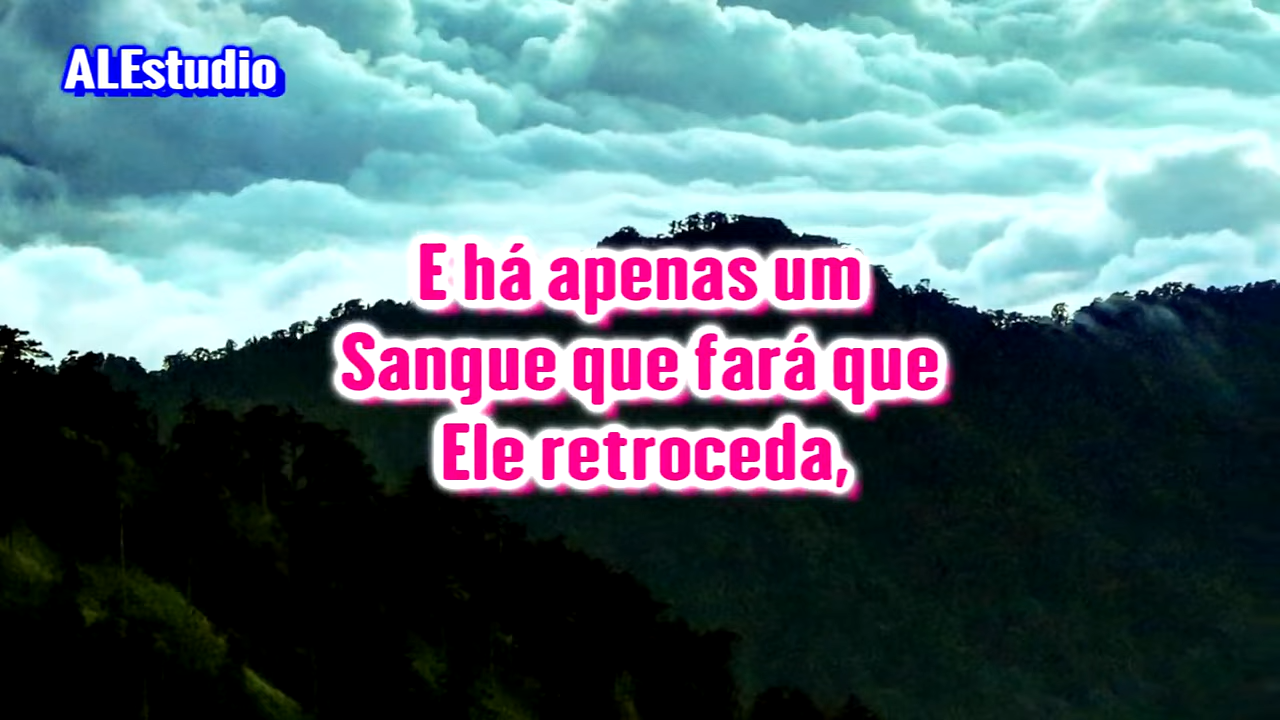 ALEstudio
E há apenas um
Sangue que fará que
Ele retroceda,